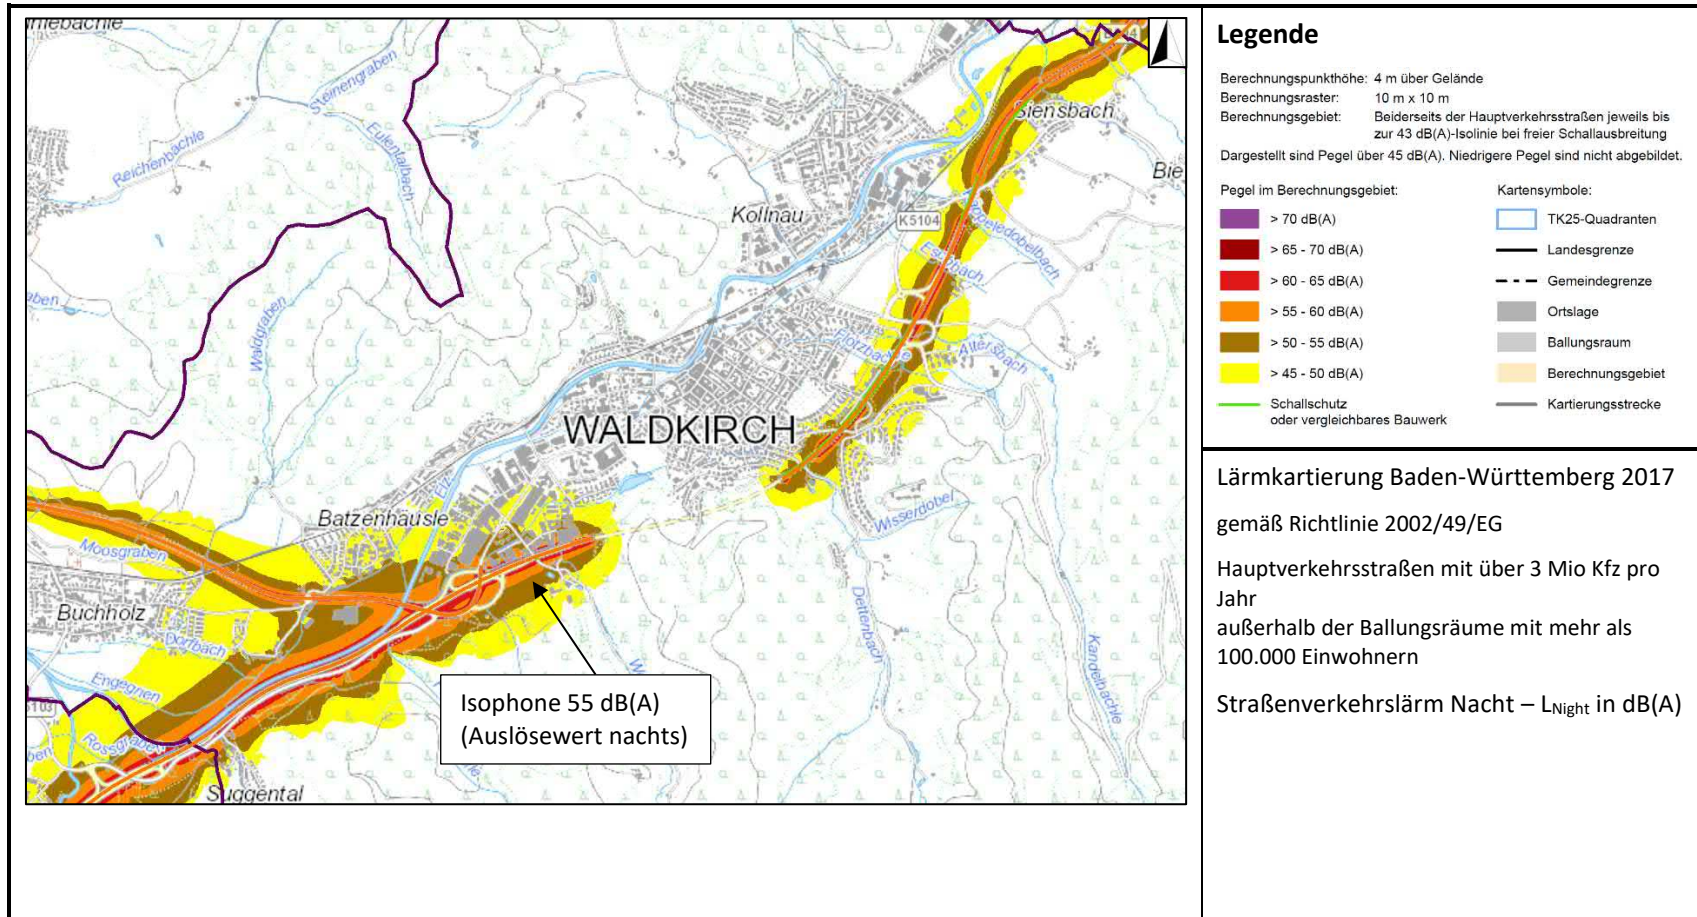 Steinengraben
Eulentalbach
Reichenbächle
Siensbach
Bie
Kollnau
K5104
Waldgraben
Altersbach
WALDKIRCH
Elz
Batzenhäusle
Wisserdobel
Moosgraben
Buchholz
Dorfbach
Dettenbach
Kandelbächle
Engegnen
Rossgraben
Suggental
Isophone 55 dB(A)
(Auslösewert nachts)
Legende
Berechnungspunkthöhe: 4 m über Gelände
Berechnungsraster: 10 m x 10 m
Berechnungsgebiet: Beiderseits der Hauptverkehrsstraßen jeweils bis
zur 43 dB(A)-Isolinie bei freier Schallausbreitung
Dargestellt sind Pegel über 45 dB(A). Niedrigere Pegel sind nicht abgebildet.
Pegel im Berechnungsgebiet: Kartensymbole:
> 70 dB(A) TK25-Quadranten
> 65 - 70 dB(A) Landesgrenze
> 60 - 65 dB(A) Gemeindegrenze
> 55 - 60 dB(A) Ortslage
> 50 - 55 dB(A) Ballungsraum
> 45 - 50 dB(A) Berechnungsgebiet
Schallschutz Kartierungsstrecke
oder vergleichbares Bauwerk
Lärmkartierung Baden-Württemberg 2017
gemäß Richtlinie 2002/49/EG
Hauptverkehrsstraßen mit über 3 Mio Kfz pro
Jahr
außerhalb der Ballungsräume mit mehr als
100.000 Einwohnern
Straßenverkehrslärm Nacht – LNight in dB(A)